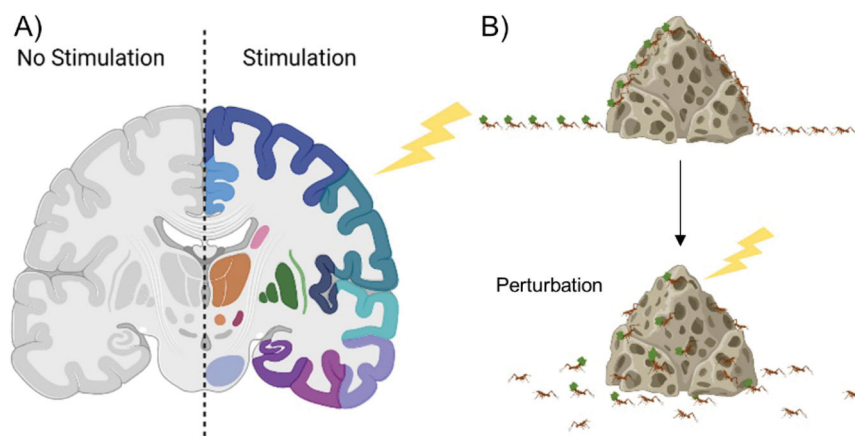 A)
No Stimulation
Stimulation
B)
Perturbation